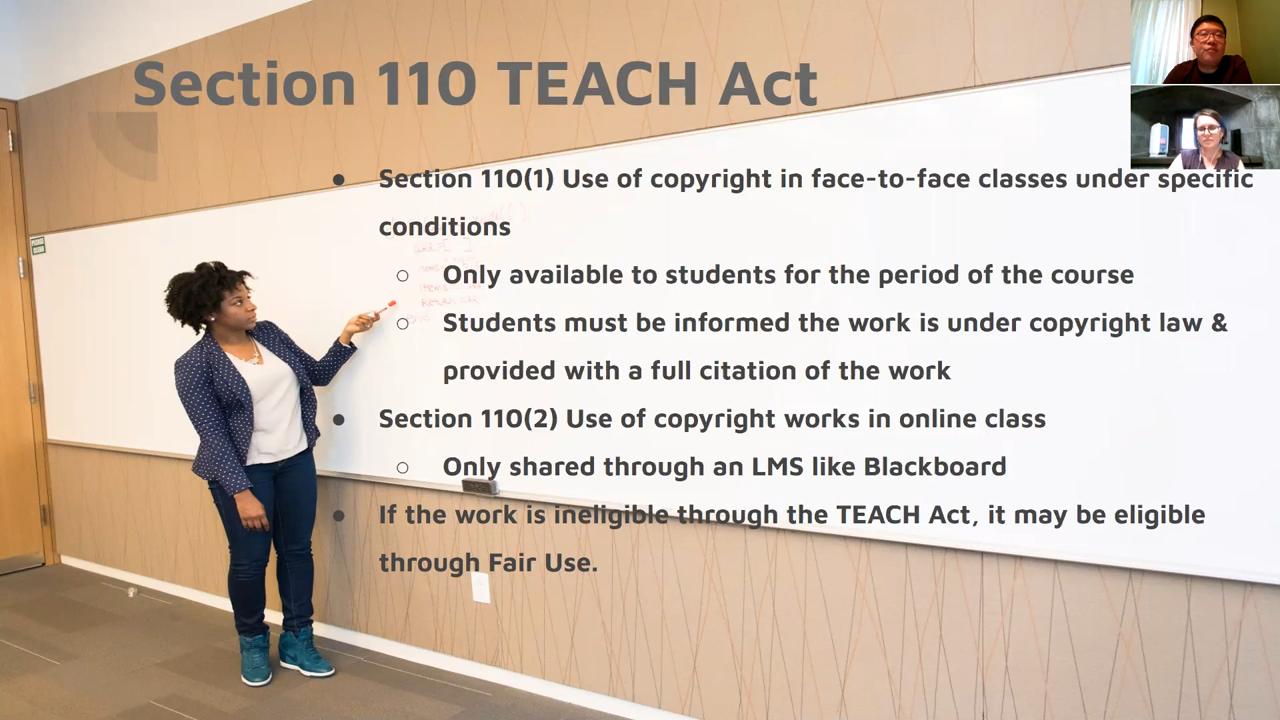 Section 110 TEACH Act
● Section 110(1) Use of copyright in face-to-face classes under specific
conditions
○ Only available to students for the period of the course
○ Students must be informed the work is under copyright law &
provided with a full citation of the work
● Section 110(2) Use of copyright works in online class
○ Only shared through an LMS like Blackboard
● If the work is ineligible through the TEACH Act, it may be eligible
through Fair Use.